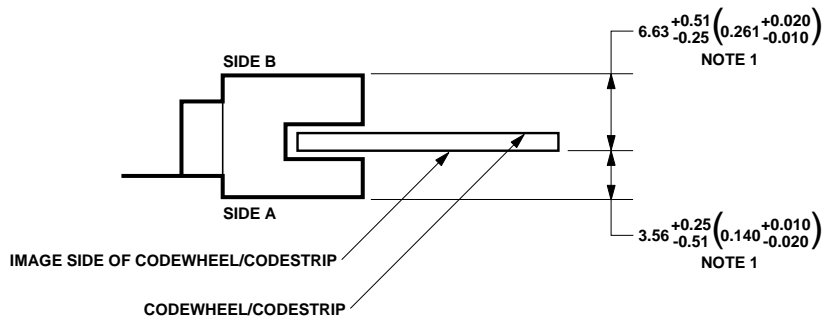 6.63 +0.51 -0.25 (0.261 +0.020 -0.010)
NOTE 1
SIDE B
SIDE A
3.56 +0.25 -0.51 (0.140 +0.010 -0.020)
NOTE 1
IMAGE SIDE OF CODEWHEEL/CODESTRIP
CODEWHEEL/CODESTRIP